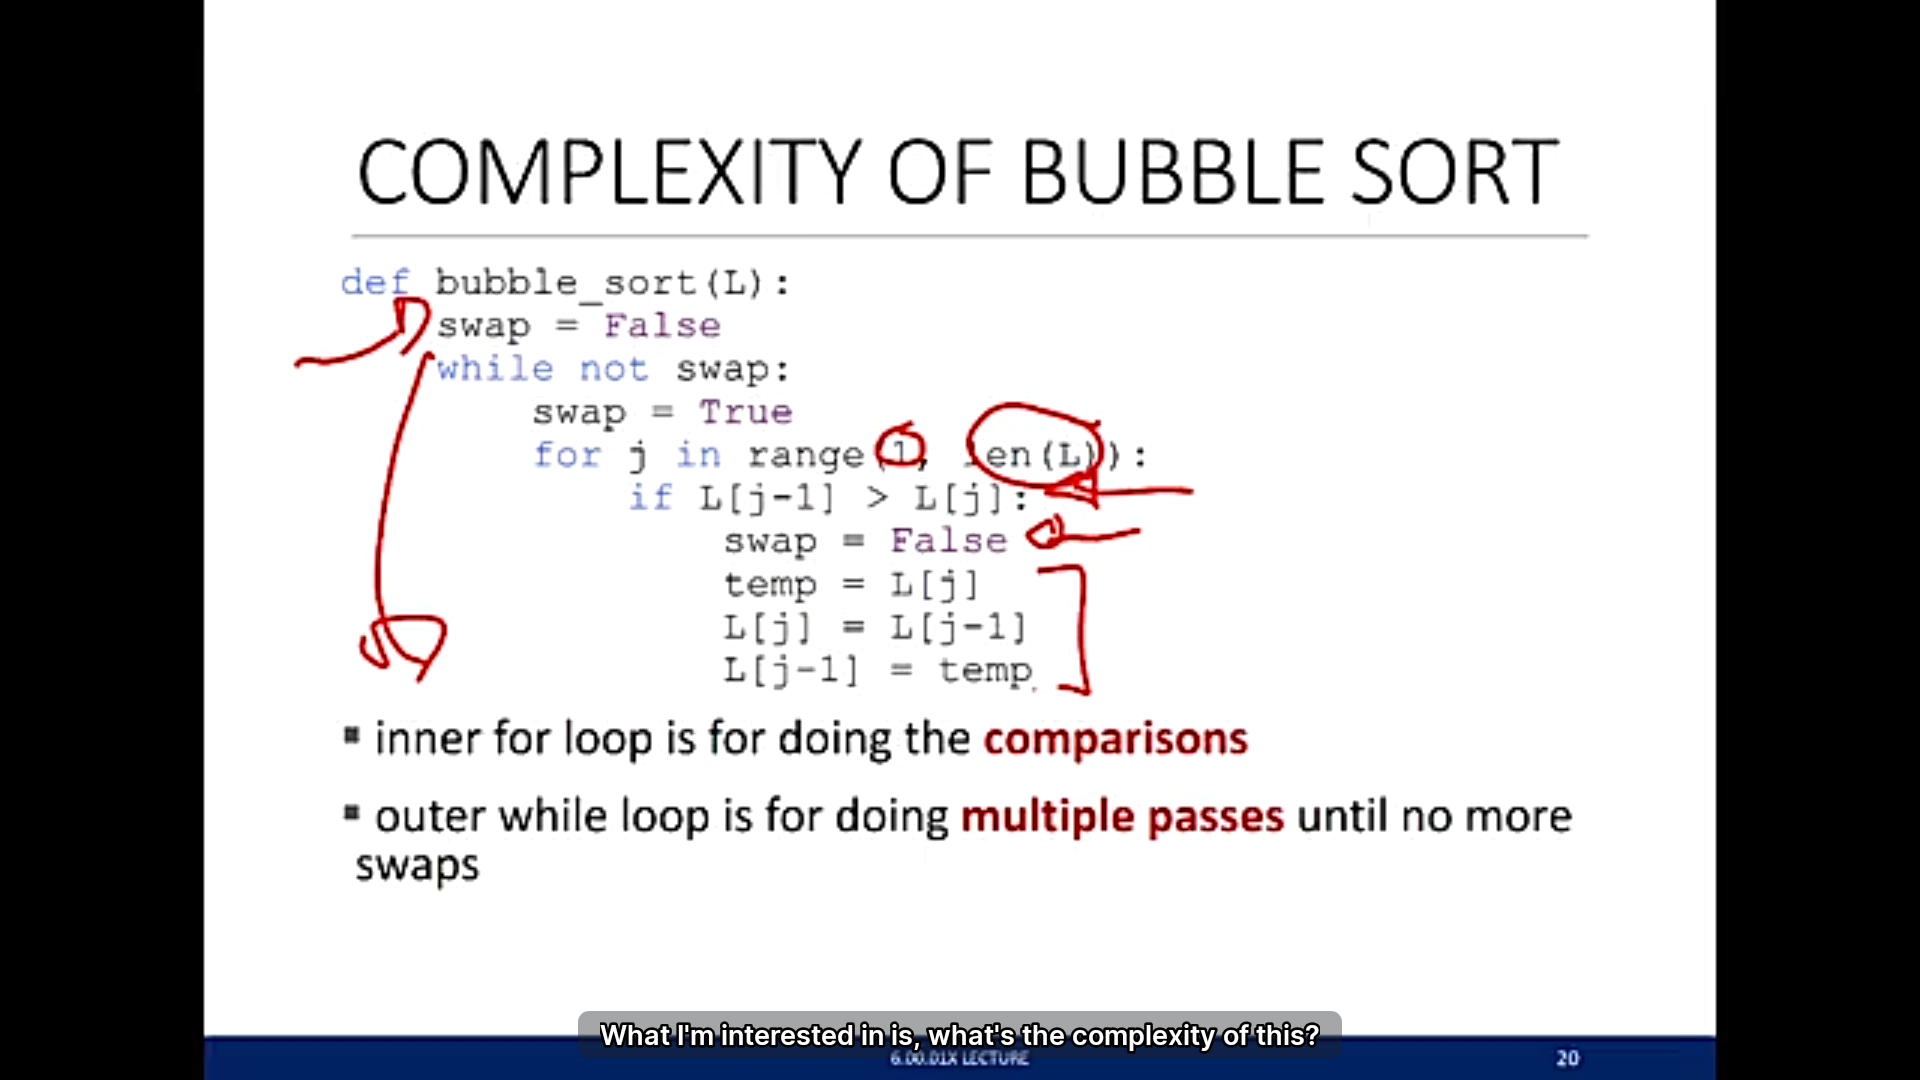 COMPLEXITY OF BUBBLE SORT
def bubble_sort(L):
swap = False
while not swap:
swap = True
for j in range(1, len(L)):
if L[j-1] > L[j]:
swap = False
temp = L[j]
L[j] = L[j-1]
L[j-1] = temp
▪ inner for loop is for doing the comparisons
▪ outer while loop is for doing multiple passes until no more
swaps
What I'm interested in is, what's the complexity of this?
6.00.01X LECTURE
20